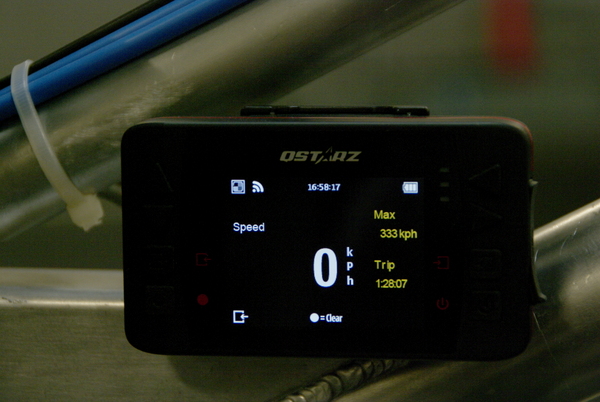 QSTARZ
16:58:17
Speed
Max
333 kph
0 kph
Trip
1:28:07
= Clear